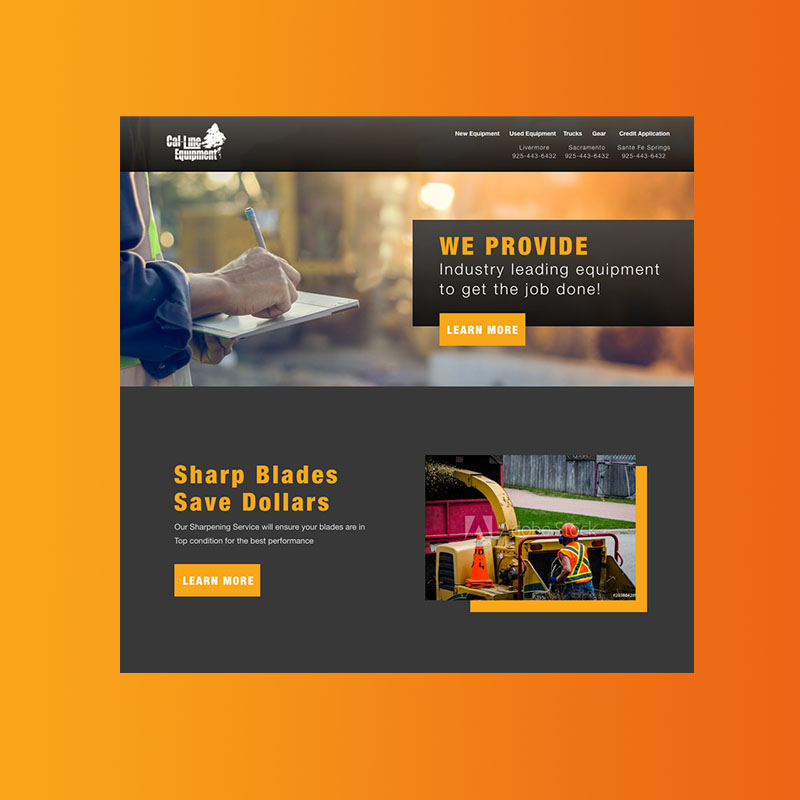 Cal-Line
Equipment
New Equipment Used Equipment Trucks Gear Credit Application
Livermore Sacramento Sante Fe Springs
925-443-6432 925-443-6432 925-443-6432
WE PROVIDE
Industry leading equipment
to get the job done!
LEARN MORE
Sharp Blades
Save Dollars
Our Sharpening Service will ensure your blades are in
Top condition for the best performance
LEARN MORE
Adobe Stock